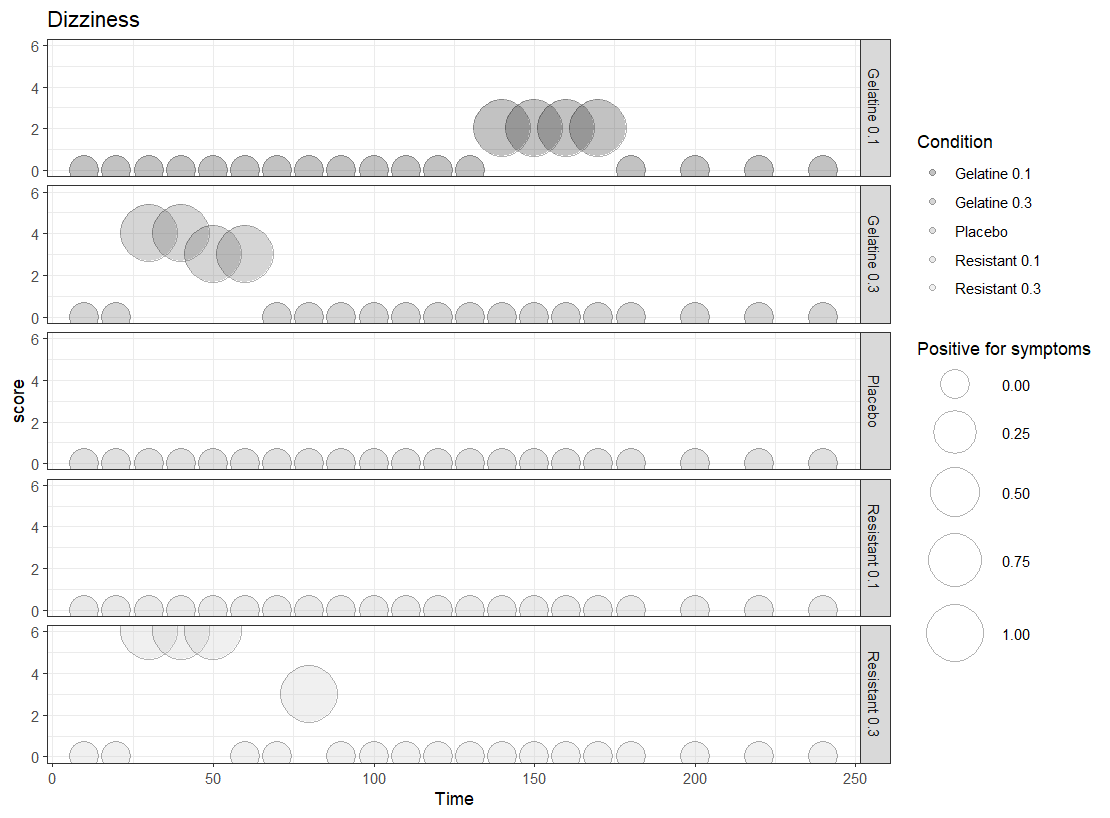 Dizziness
6
4
2
0
Gelatine 0.1
6
4
2
0
Gelatine 0.3
6
4
2
0
Placebo
6
4
2
0
Resistant 0.1
6
4
2
0
Resistant 0.3
score
0 50 100 150 200 250
Time
Condition
Gelatine 0.1
Gelatine 0.3
Placebo
Resistant 0.1
Resistant 0.3
Positive for symptoms
0.00
0.25
0.50
0.75
1.00